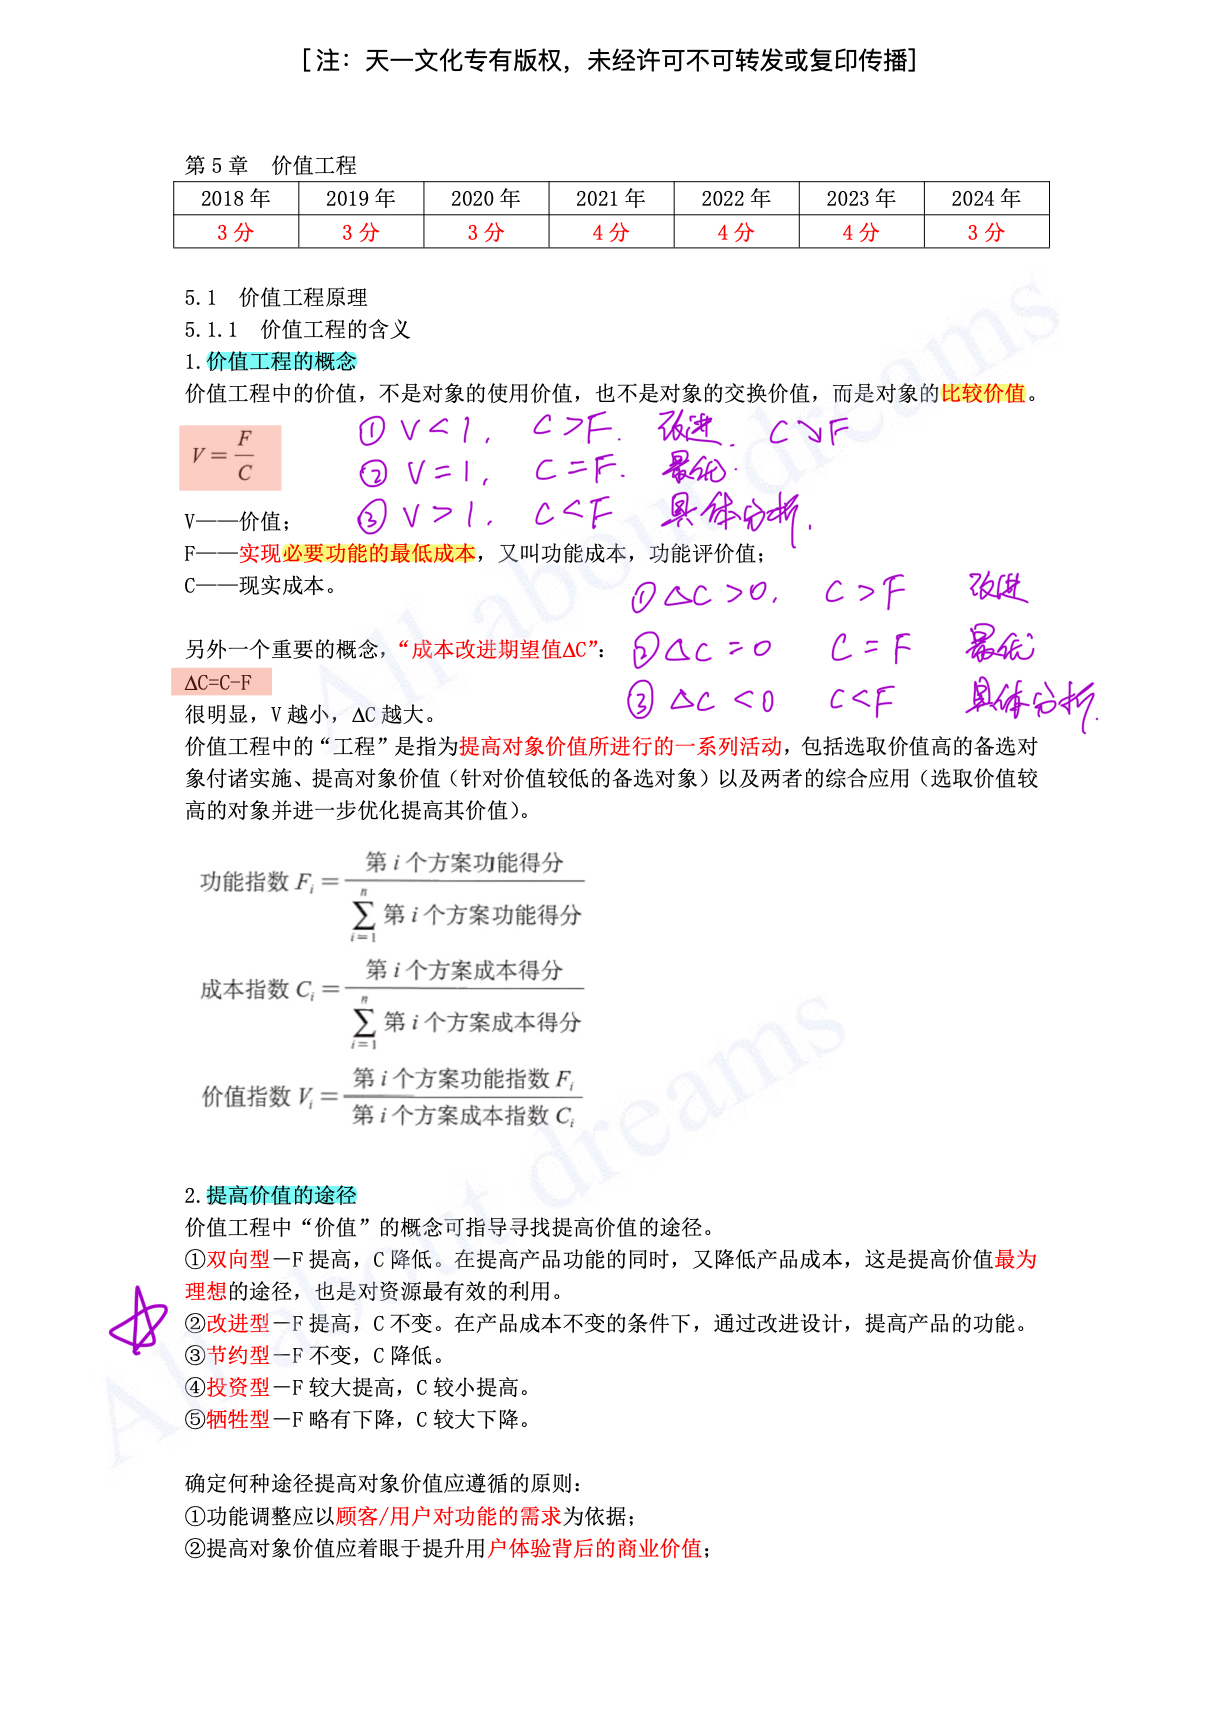 [注：天一文化专有版权，未经许可不可转发或复印传播]
第 5 章　价值工程
2018 年 2019 年 2020 年 2021 年 2022 年 2023 年 2024 年
3 分 3 分 3 分 4 分 4 分 4 分 3 分
5.1　价值工程原理
5.1.1　价值工程的含义
1.价值工程的概念
价值工程中的价值，不是对象的使用价值，也不是对象的交换价值，而是对象的比较价值。
V=F/C
① V<1, C>F. 改进. C↘F
② V=1, C=F. 最优.
③ V>1. C<F 具体分析.
V——价值；
F——实现必要功能的最低成本，又叫功能成本，功能评价值；
C——现实成本。
① ΔC>0. C>F 改进
另外一个重要的概念，“成本改进期望值ΔC”：
② ΔC=0 C=F 最优
ΔC=C-F
③ ΔC<0 C<F 具体分析.
很明显，V 越小，ΔC 越大。
价值工程中的“工程”是指为提高对象价值所进行的一系列活动，包括选取价值高的备选对
象付诸实施、提高对象价值（针对价值较低的备选对象）以及两者的综合应用（选取价值较
高的对象并进一步优化提高其价值）。
功能指数 Fi = 第 i 个方案功能得分 / ∑(i=1, n) 第 i 个方案功能得分
成本指数 Ci = 第 i 个方案成本得分 / ∑(i=1, n) 第 i 个方案成本得分
价值指数 Vi = 第 i 个方案功能指数 Fi / 第 i 个方案成本指数 Ci
2.提高价值的途径
价值工程中“价值”的概念可指导寻找提高价值的途径。
①双向型－F 提高，C 降低。在提高产品功能的同时，又降低产品成本，这是提高价值最为
理想的途径，也是对资源最有效的利用。
②改进型－F 提高，C 不变。在产品成本不变的条件下，通过改进设计，提高产品的功能。
③节约型－F 不变，C 降低。
④投资型－F 较大提高，C 较小提高。
⑤牺牲型－F 略有下降，C 较大下降。
确定何种途径提高对象价值应遵循的原则：
①功能调整应以顾客/用户对功能的需求为依据；
②提高对象价值应着眼于提升用户体验背后的商业价值；
All about dreams
All about dreams